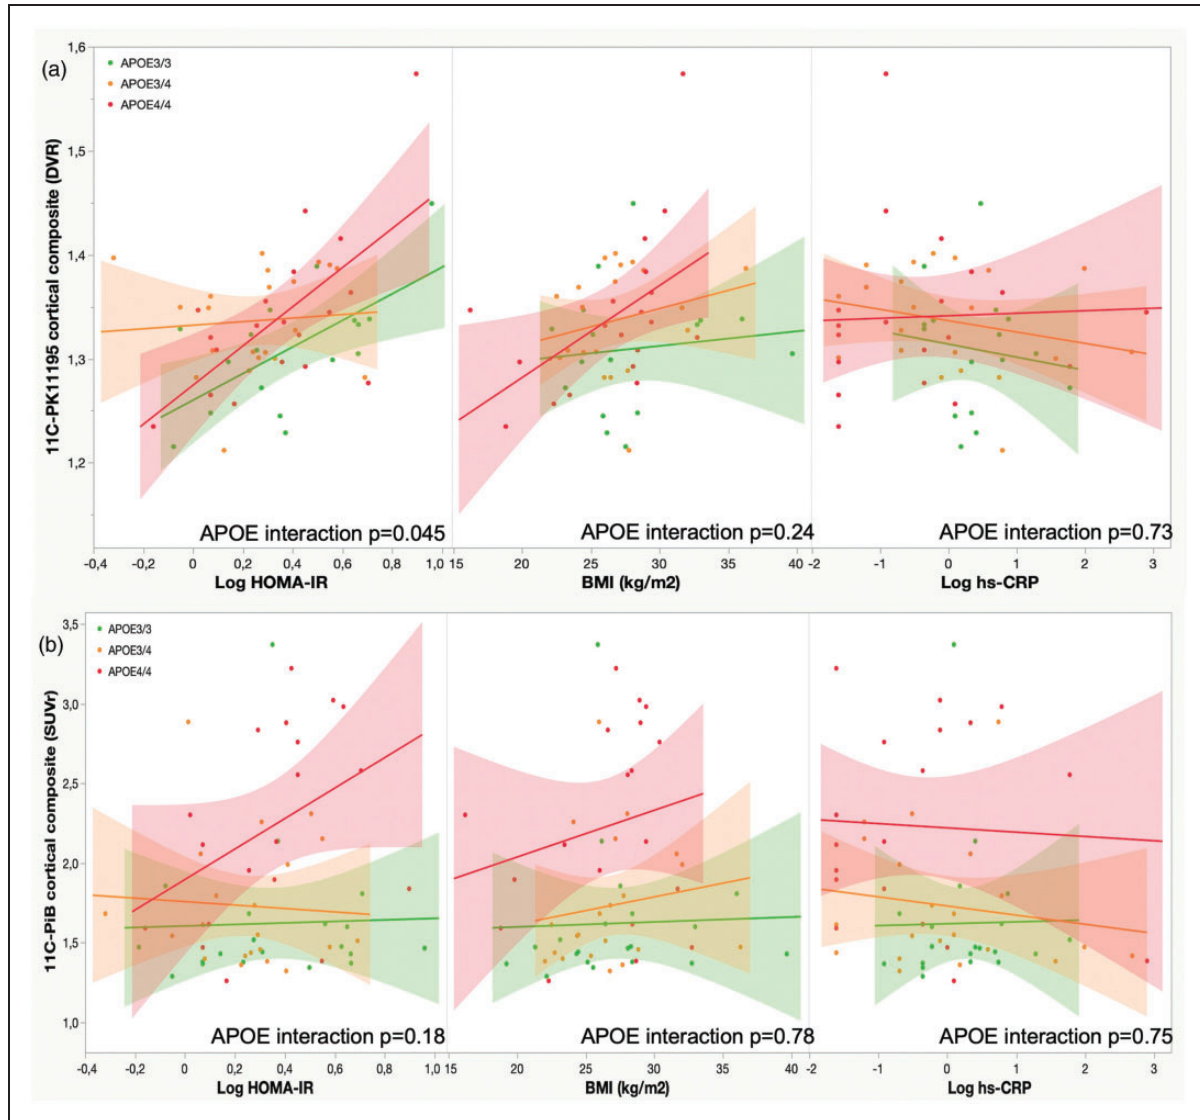 (a)
APOE3/3
APOE3/4
APOE4/4
11C-PK11195 cortical composite (DVR)
1,6
1,5
1,4
1,3
1,2
APOE interaction p=0.045
APOE interaction p=0.24
APOE interaction p=0.73
-0,4 -0,2 0 0,2 0,4 0,6 0,8 1,0 15 20 25 30 35 40 -2 -1 0 1 2 3
Log HOMA-IR
BMI (kg/m2)
Log hs-CRP
(b)
APOE3/3
APOE3/4
APOE4/4
11C-PiB cortical composite (SUVr)
3,5
3,0
2,5
2,0
1,5
1,0
APOE interaction p=0.18
APOE interaction p=0.78
APOE interaction p=0.75
-0,4 -0,2 0 0,2 0,4 0,6 0,8 1,0 15 20 25 30 35 40 -2 -1 0 1 2 3
Log HOMA-IR
BMI (kg/m2)
Log hs-CRP